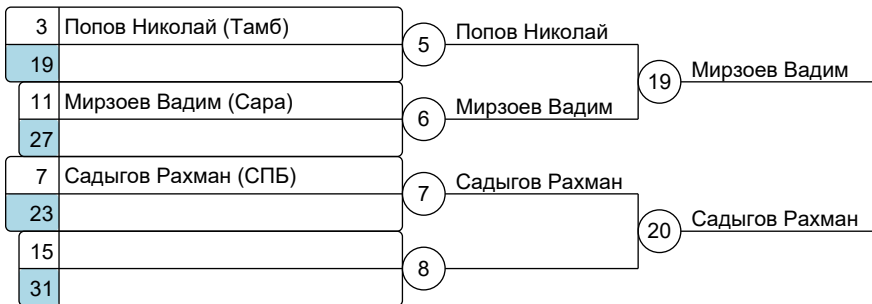 3 Попов Николай (Тамб)
19
5 Попов Николай
11 Мирзоев Вадим (Сара)
27
6 Мирзоев Вадим
19 Мирзоев Вадим
7 Садыгов Рахман (СПБ)
23
7 Садыгов Рахман
15
31
8
20 Садыгов Рахман